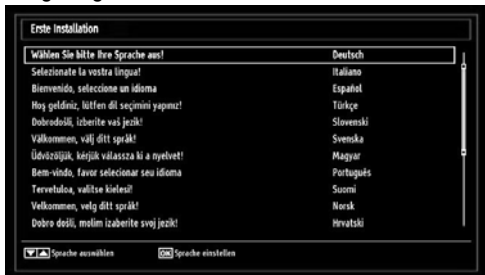 Erste Installation
Wählen Sie bitte Ihre Sprache aus! Deutsch
Selezionate la vostra lingua! Italiano
Bienvenido, seleccione un idioma Español
Hoş geldiniz, lütfen dil seçimini yapınız! Türkçe
Dobrodošli, izberite vaš jezik! Slovenski
Välkommen, välj ditt språk! Svenska
Üdvözöljük, kérjük válassza ki a nyelvet! Magyar
Bem-vindo, favor selecionar seu idioma Português
Tervetuloa, valitse kielesi! Suomi
Velkommen, velg ditt språk! Norsk
Dobro došli, molim izaberite svoj jezik! Hrvatski
Sprache auswählen OK Sprache einstellen